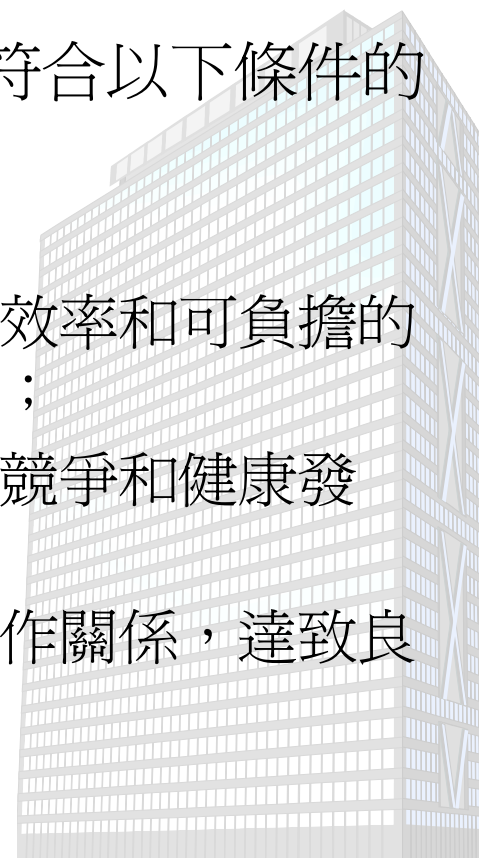 符合以下條件的
效率和可負擔的
；
競爭和健康發
作關係，達致良